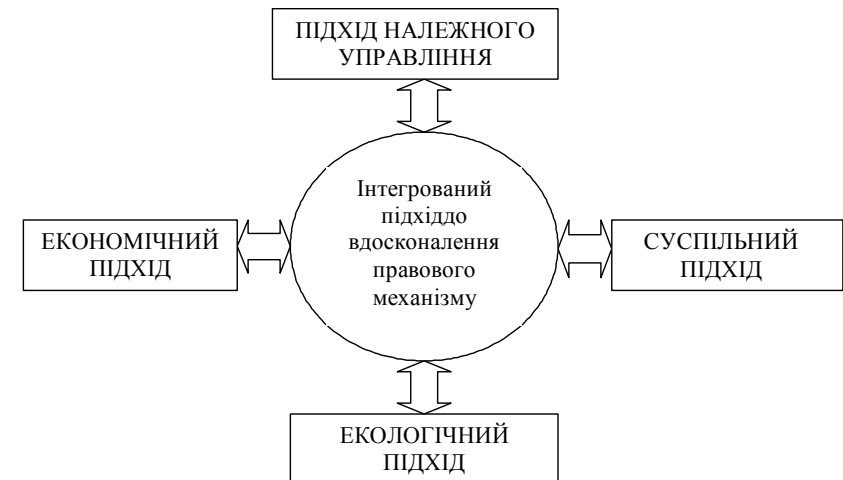 ПІДХІД НАЛЕЖНОГО
УПРАВЛІННЯ
Інтегрований
підхіддо
вдосконалення
правового
механізму
ЕКОНОМІЧНИЙ
ПІДХІД
СУСПІЛЬНИЙ
ПІДХІД
ЕКОЛОГІЧНИЙ
ПІДХІД